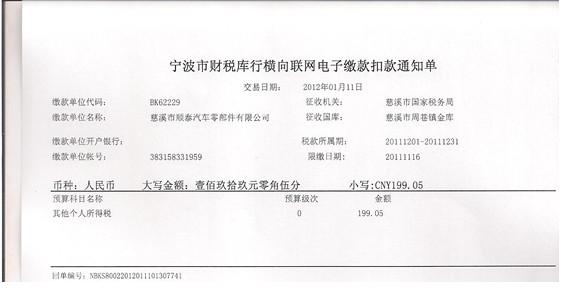 宁波市财税库行横向联网电子缴款扣款通知单
交易日期: 2012年01月11日
缴款单位代码: BK62229 征收机关: 慈溪市国家税务局
缴款单位名称: 慈溪市顺泰汽车零部件有限公司 征收国库: 慈溪市周巷镇金库
缴款单位开户银行: 税款所属期: 20111201-20111231
缴款单位帐号: 383158331959 限缴日期: 20111116
币种: 人民币 大写金额: 壹佰玖拾玖元零角伍分 小写:CNY199.05
预算科目名称 预算级次 金额
其他个人所得税 0 199.05
回单编号: NBKS80022012011101307741